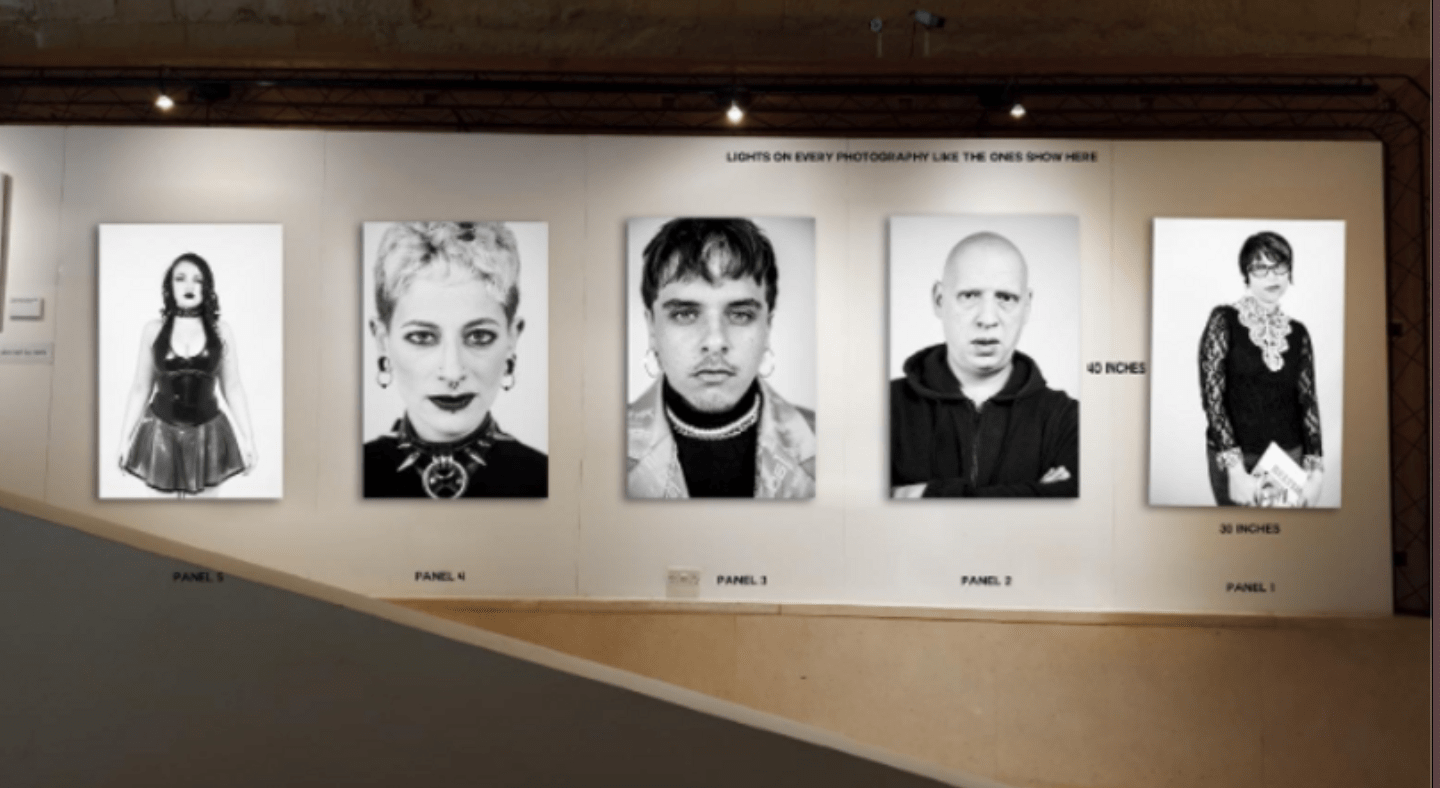 LIGHTS ON EVERY PHOTOGRAPHY LIKE THE ONES SHOW HERE
40 INCHES
30 INCHES
PANEL 5
PANEL 4
PANEL 3
PANEL 2
PANEL 1